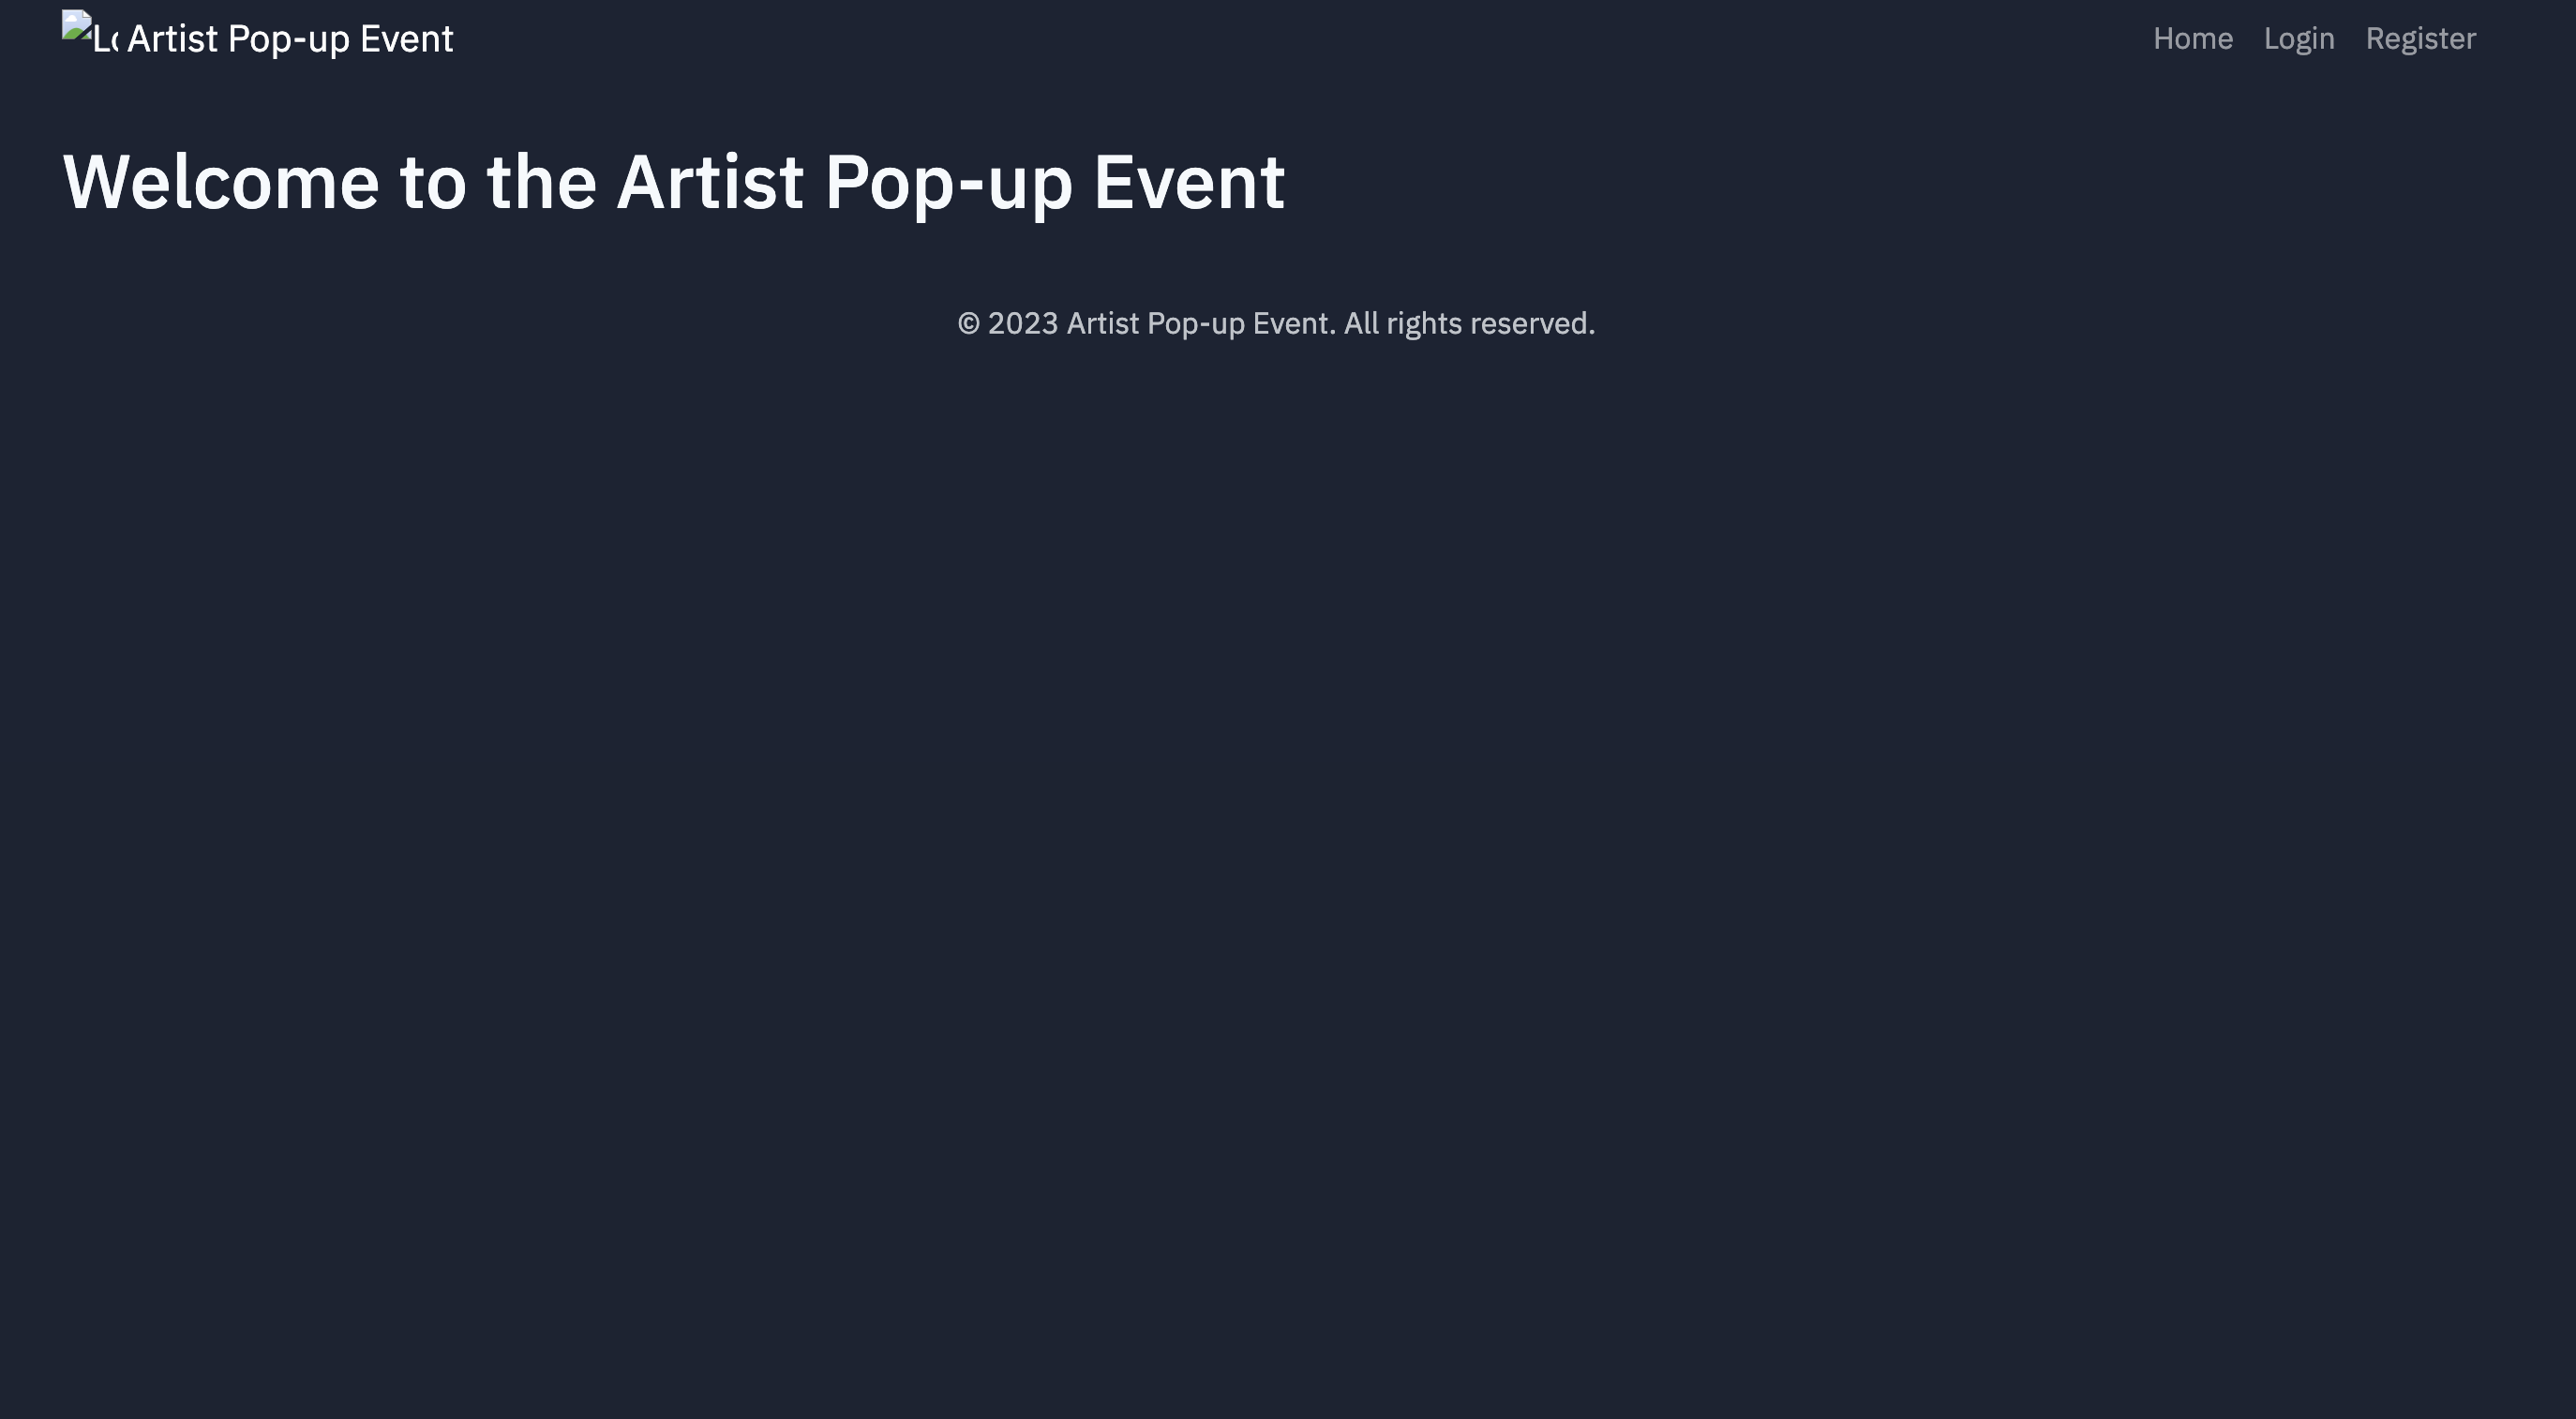 Artist Pop-up Event
Home Login Register
Welcome to the Artist Pop-up Event
© 2023 Artist Pop-up Event. All rights reserved.